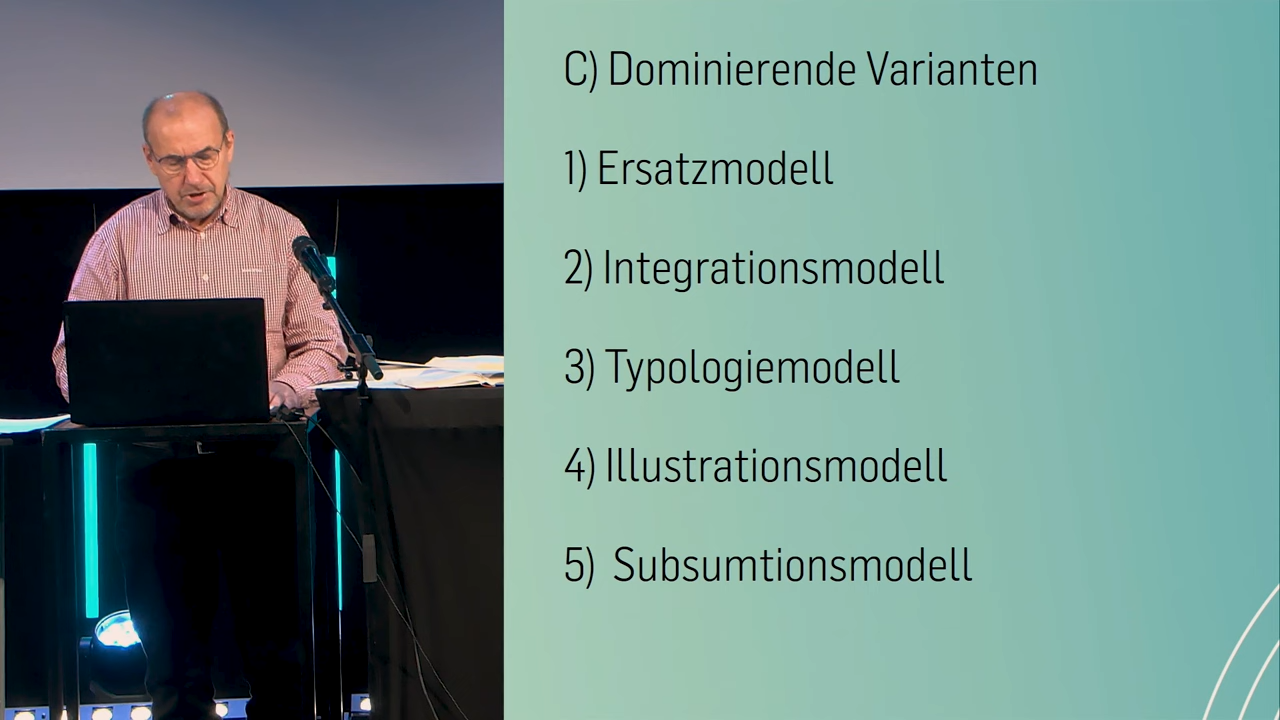 C) Dominierende Varianten
1) Ersatzmodell
2) Integrationsmodell
3) Typologiemodell
4) Illustrationsmodell
5) Subsumtionsmodell